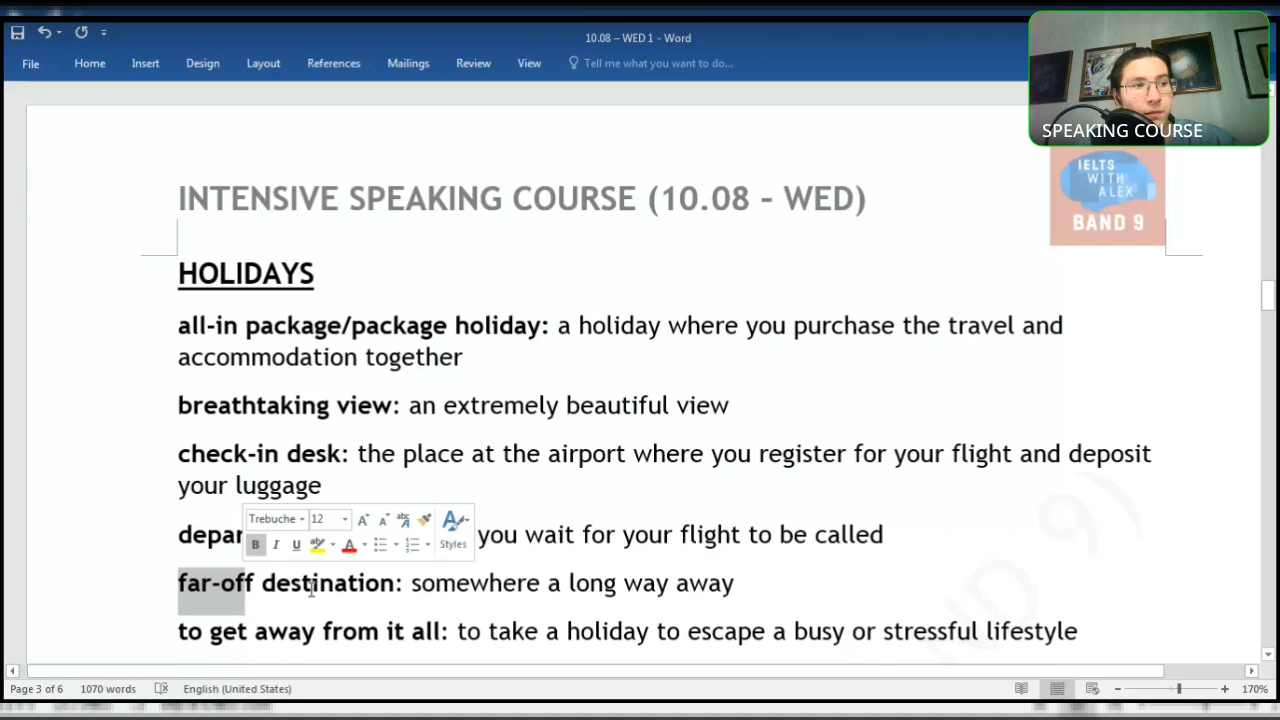 10.08 – WED 1 - Word
File Home Insert Design Layout References Mailings Review View Tell me what you want to do...
SPEAKING COURSE
IELTS
WITH
ALEX
BAND 9
INTENSIVE SPEAKING COURSE (10.08 – WED)
HOLIDAYS
all-in package/package holiday: a holiday where you purchase the travel and
accommodation together
breathtaking view: an extremely beautiful view
check-in desk: the place at the airport where you register for your flight and deposit
your luggage
Trebuche 12
Styles
depar you wait for your flight to be called
far-off destination: somewhere a long way away
to get away from it all: to take a holiday to escape a busy or stressful lifestyle
Page 3 of 6 1070 words English (United States) 170%